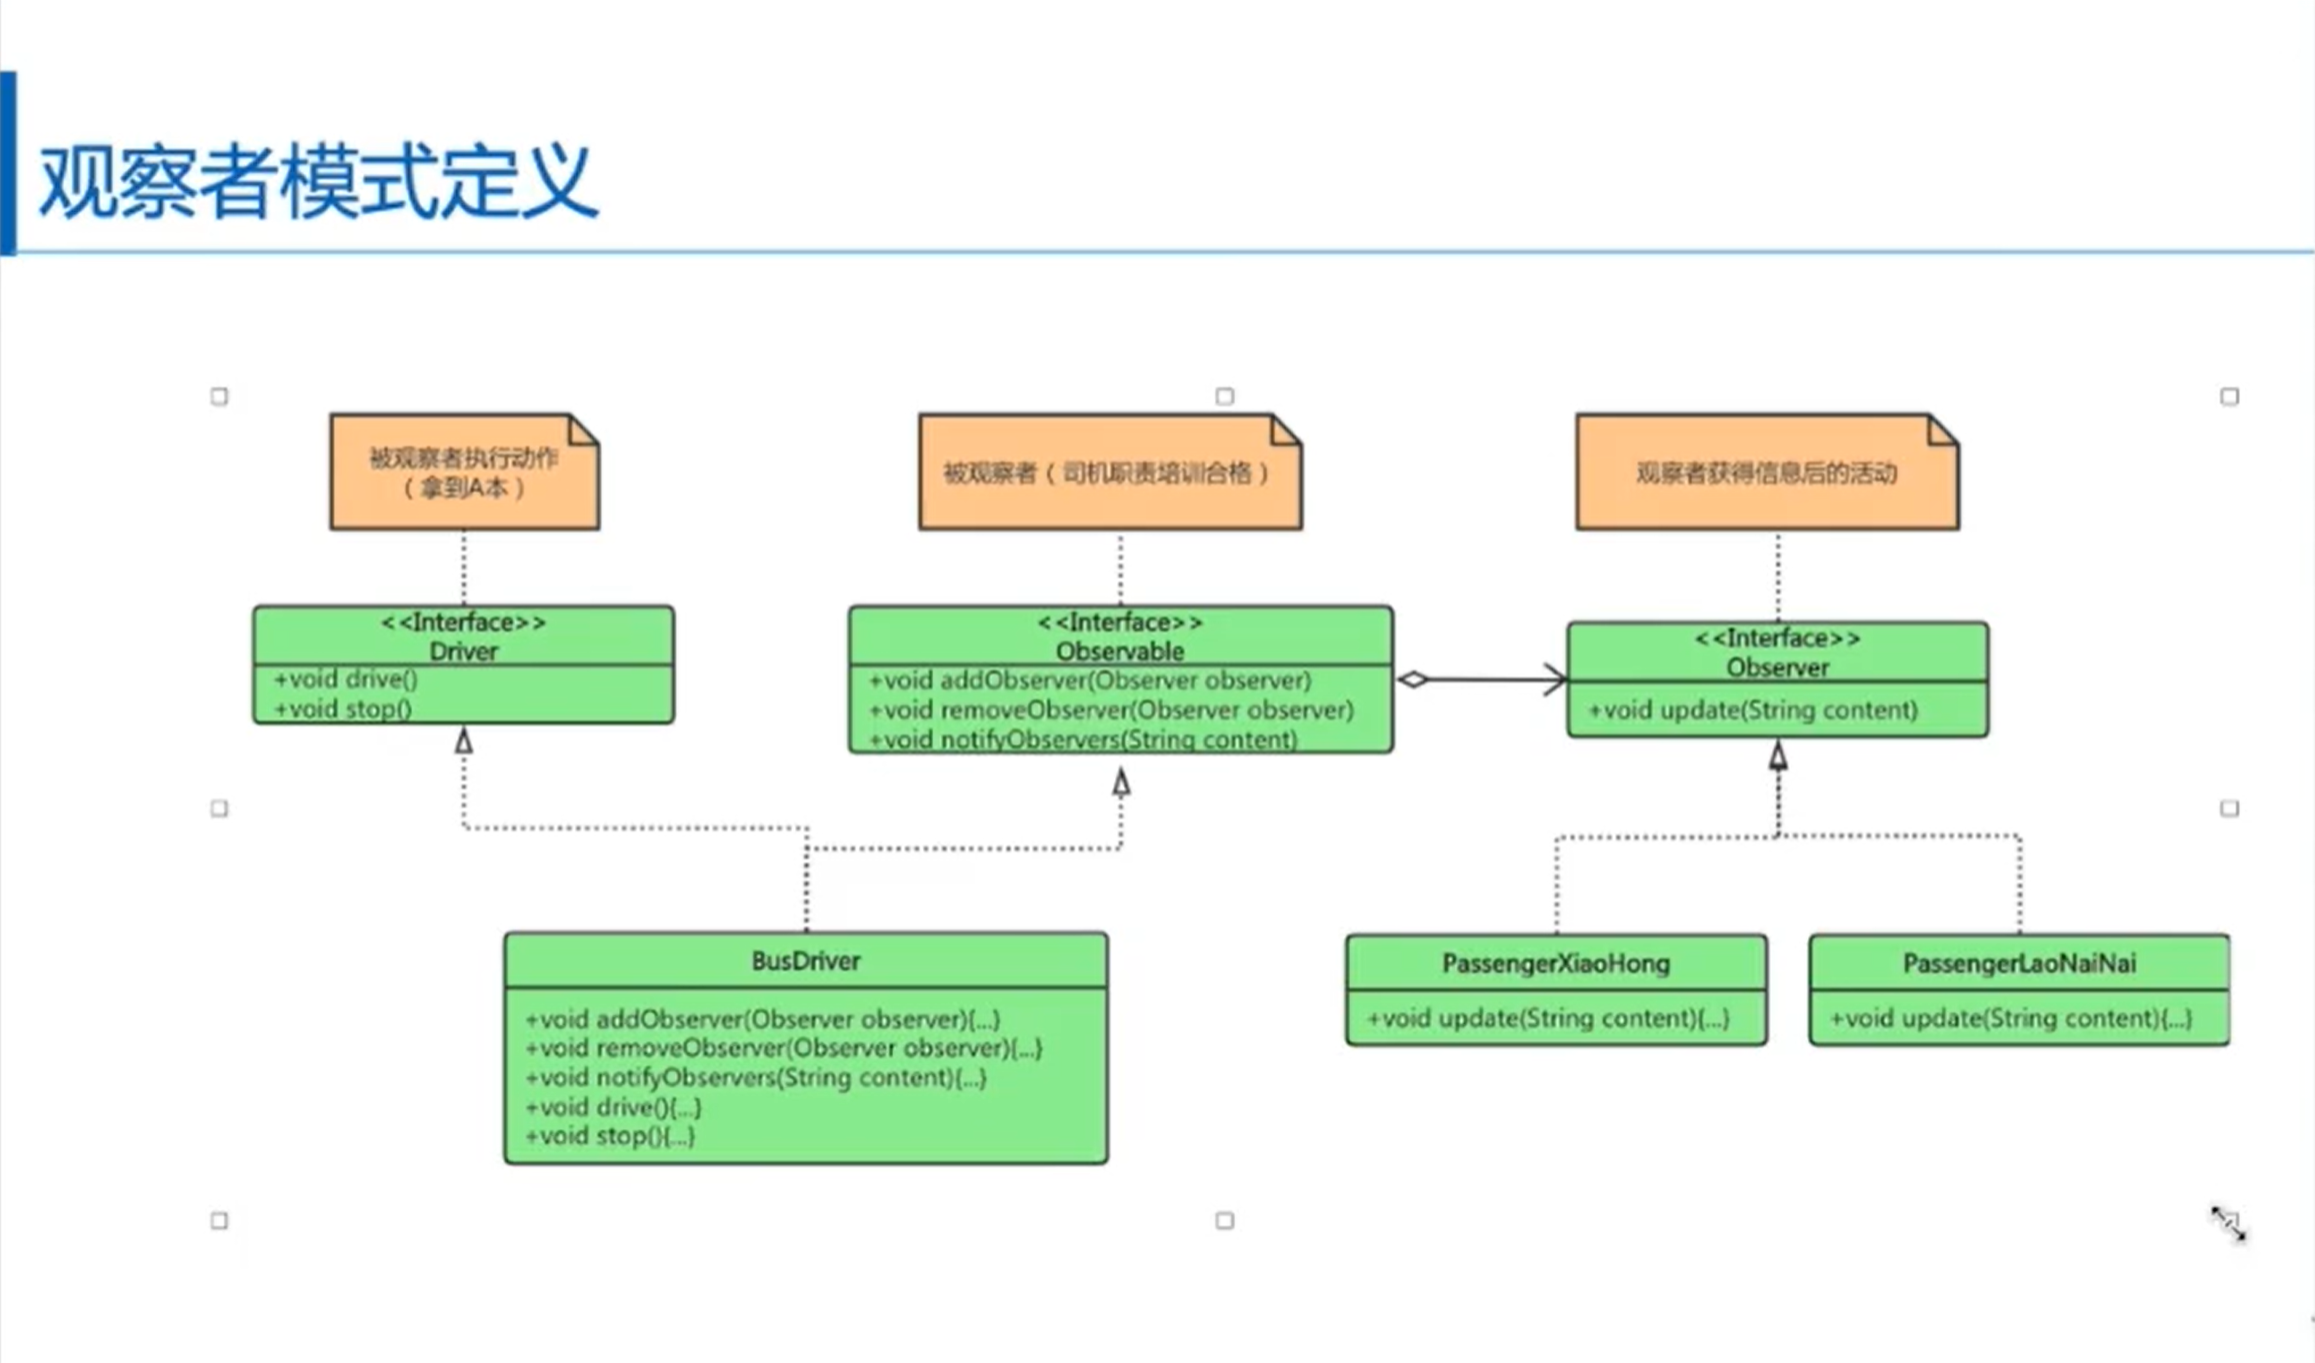 观察者模式定义
被观察者执行动作
（拿到A本）
被观察者（司机职责培训合格）
观察者获得信息后的活动
<<Interface>>
Driver
+void drive()
+void stop()
<<Interface>>
Observable
+void addObserver(Observer observer)
+void removeObserver(Observer observer)
+void notifyObservers(String content)
<<Interface>>
Observer
+void update(String content)
BusDriver
+void addObserver(Observer observer){...}
+void removeObserver(Observer observer){...}
+void notifyObservers(String content){...}
+void drive(){...}
+void stop(){...}
PassengerXiaoHong
+void update(String content){...}
PassengerLaoNaiNai
+void update(String content){...}